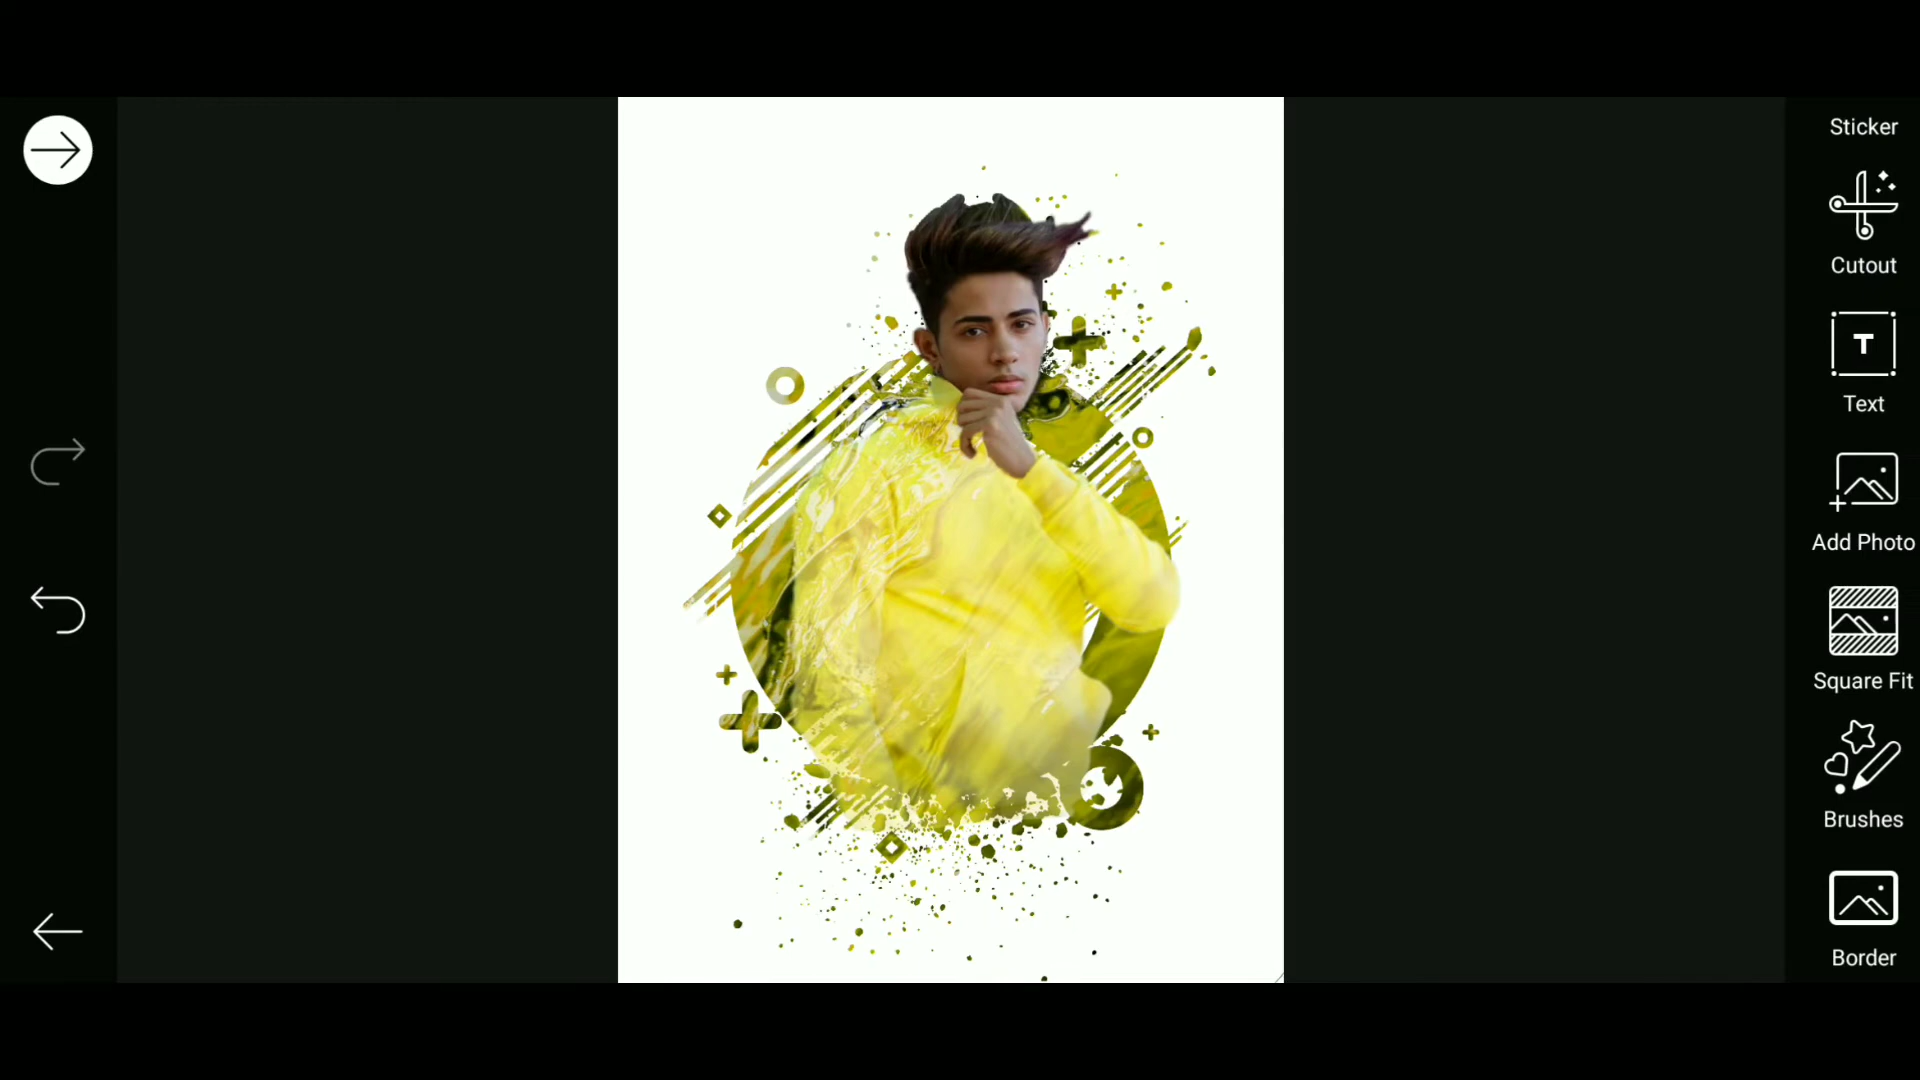 Sticker
Cutout
T
Text
Add Photo
Square Fit
Brushes
Border